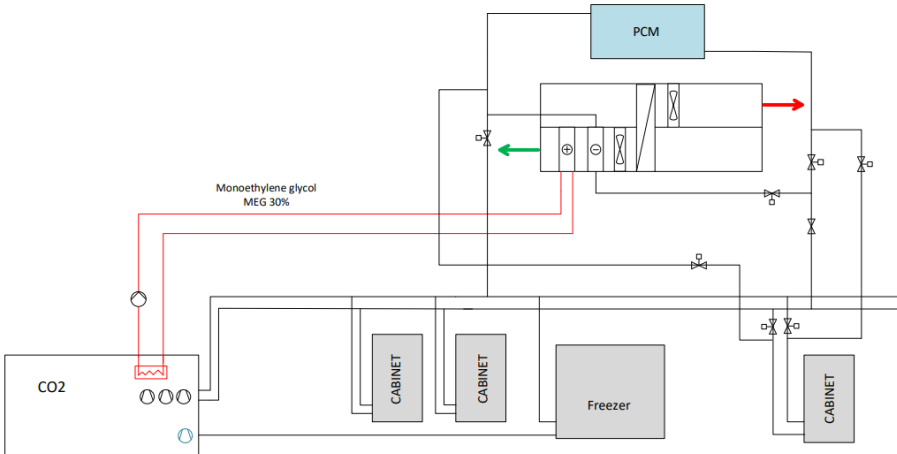 PCM
Monoethylene glycol
MEG 30%
CO2
CABINET
CABINET
Freezer
CABINET